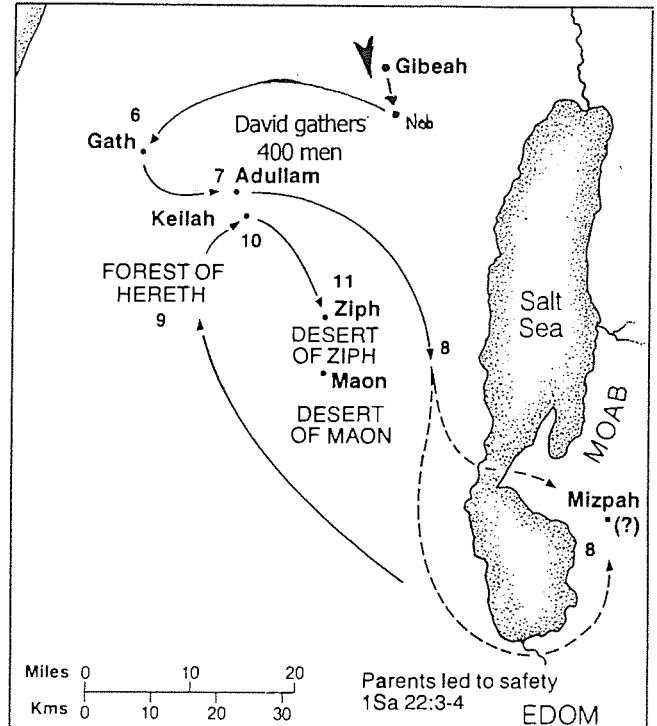 Gibeah
Nob
6
David gathers
400 men
Gath
7 Adullam
Keilah
10
FOREST OF
HERETH
9
11
Ziph
DESERT
OF ZIPH
Maon
DESERT
OF MAON
8
Salt
Sea
MOAB
Mizpah
(?)
8
Miles 0 10 20
Kms 0 10 20 30
Parents led to safety
1Sa 22:3-4
EDOM